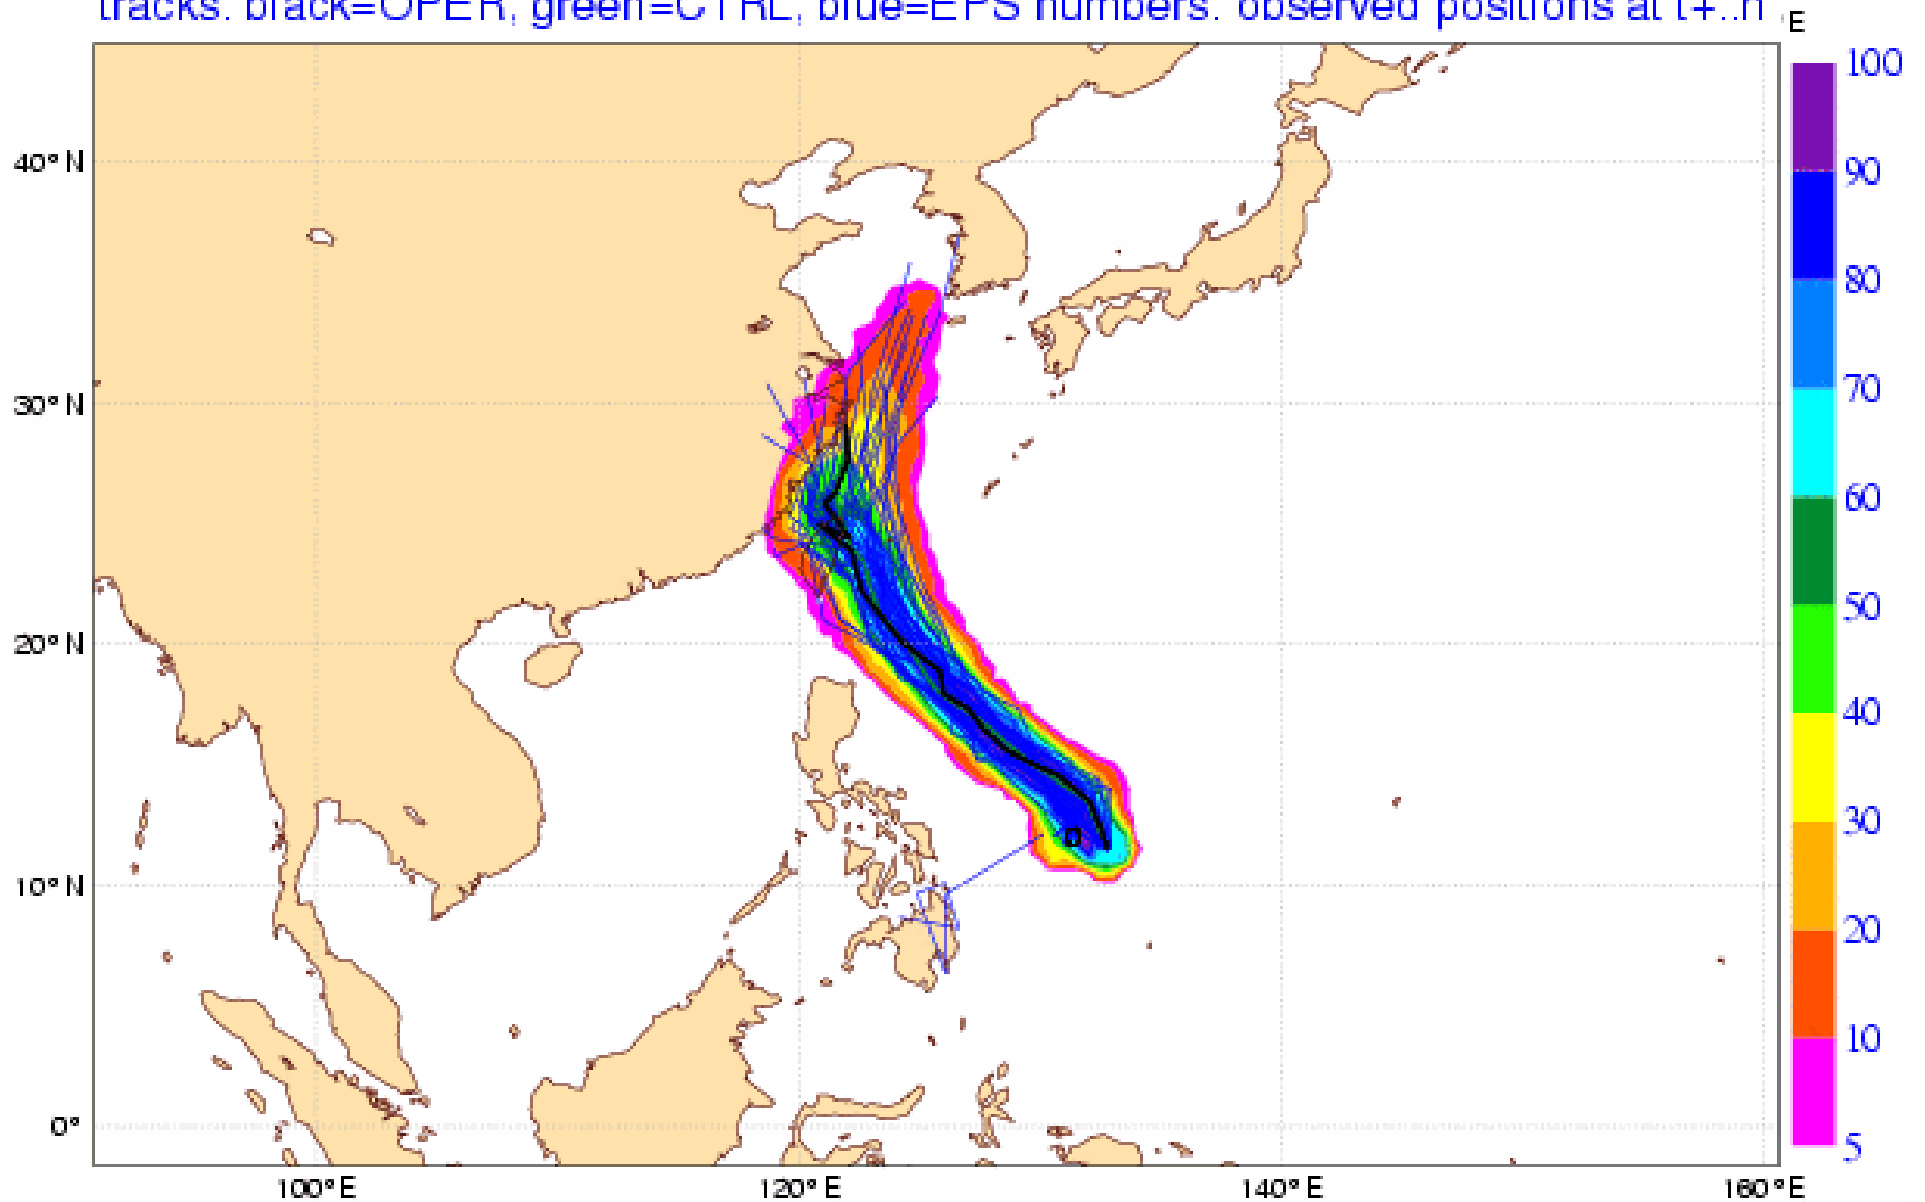 tracks: black=OPER, green=CTRL, blue=EPS numbers: observed positions at t+..h
E
100
90
80
70
60
50
40
30
20
10
5
40°N
30°N
20°N
10°N
0°
0
100°E
120°E
140°E
160°E